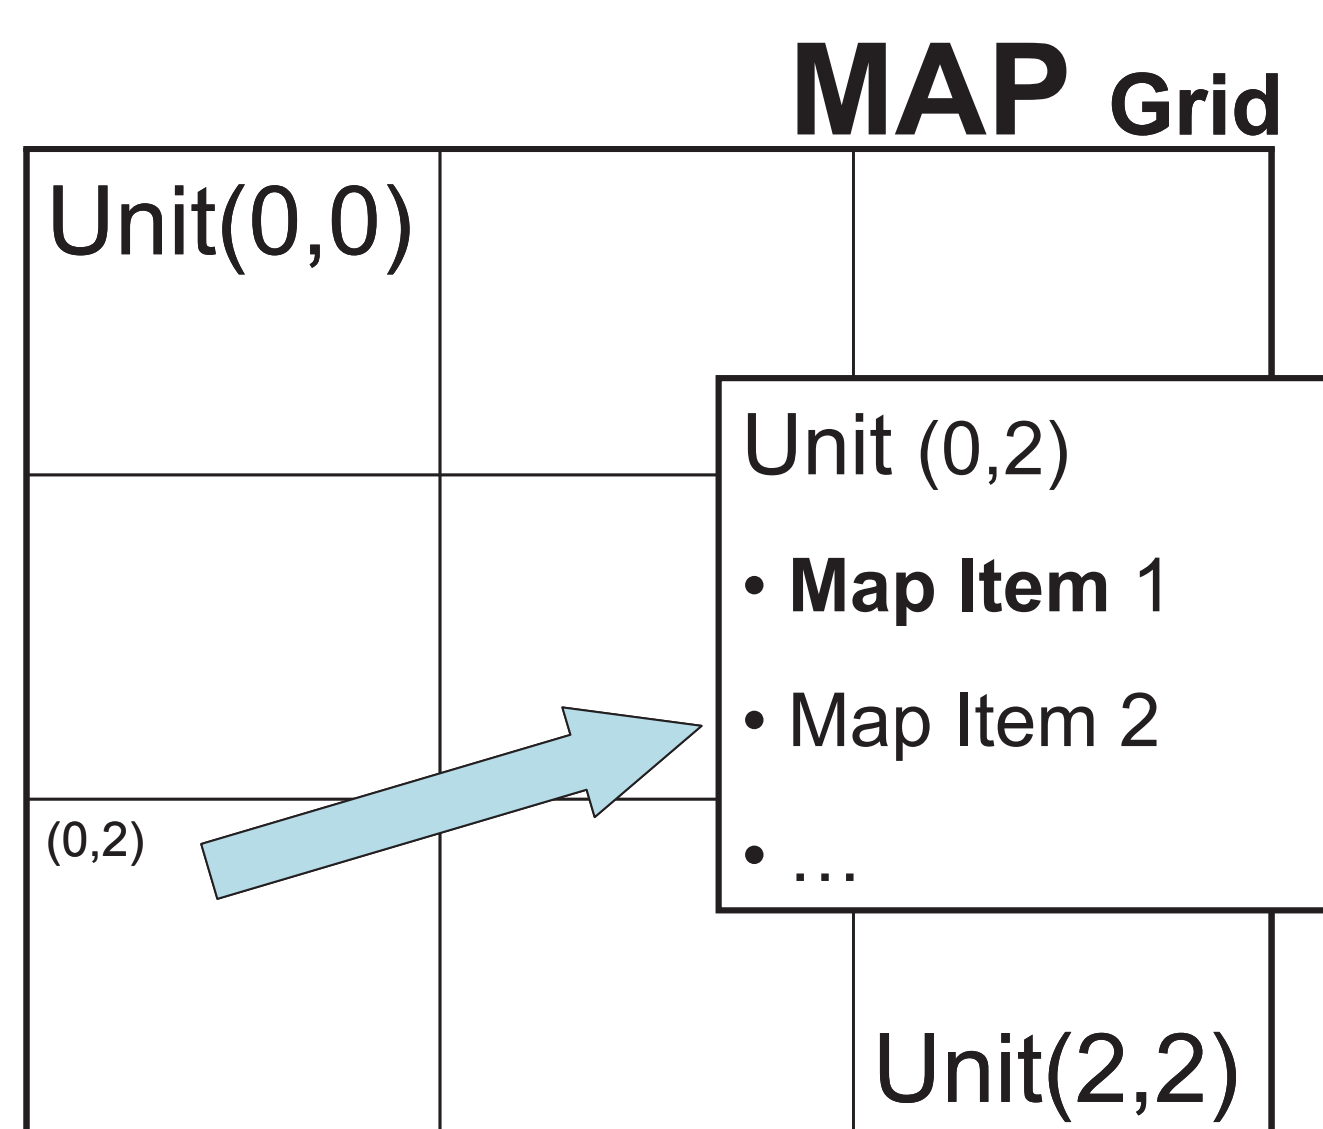 MAP Grid
Unit(0,0)
Unit (0,2)
• Map Item 1
• Map Item 2
• …
(0,2)
Unit(2,2)